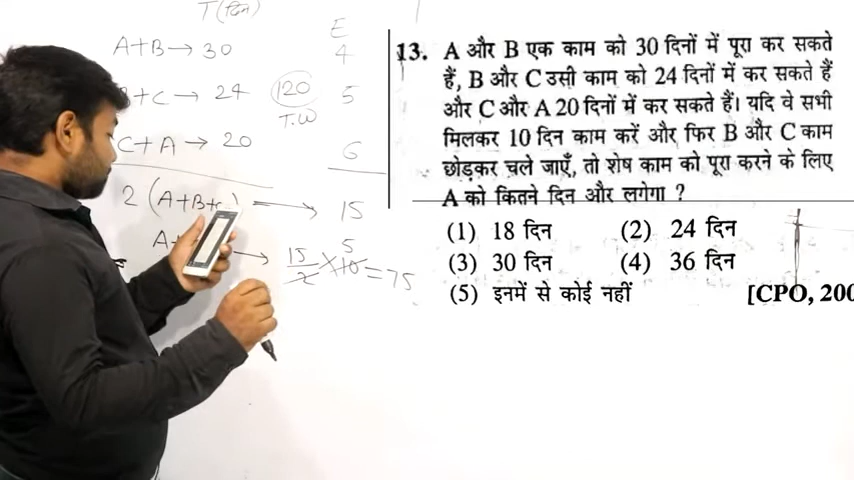 T(दिन)
E
A+B → 30 4
B+C → 24 120 5
T.W
C+A → 20 6
2 (A+B+C) → 15
→ 15/2 × 10 5 = 75
13. A और B एक काम को 30 दिनों में पूरा कर सकते
हैं, B और C उसी काम को 24 दिनों में कर सकते हैं
और C और A 20 दिनों में कर सकते हैं। यदि वे सभी
मिलकर 10 दिन काम करें और फिर B और C काम
छोड़कर चले जाएँ, तो शेष काम को पूरा करने के लिए
A को कितने दिन और लगेगा ?
(1) 18 दिन (2) 24 दिन
(3) 30 दिन (4) 36 दिन
(5) इनमें से कोई नहीं [CPO, 200